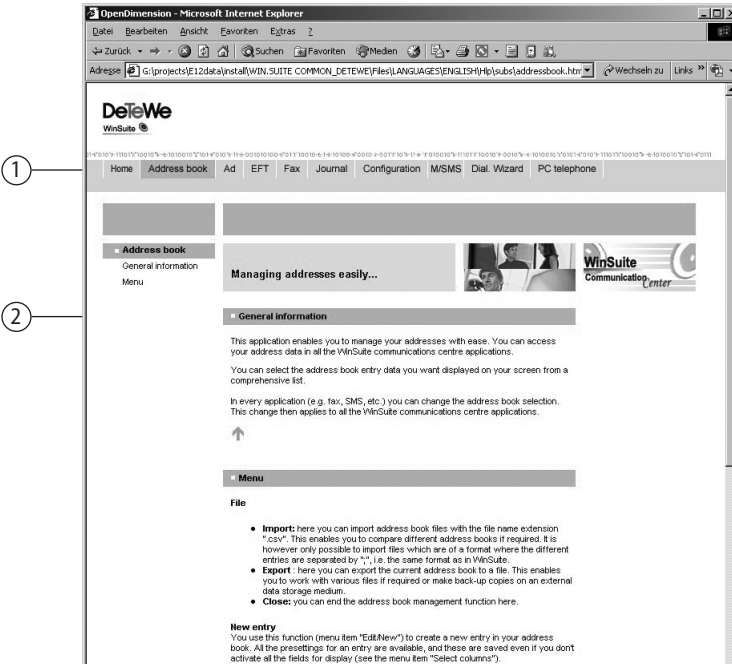 OpenDimension - Microsoft Internet Explorer
Datei Bearbeiten Ansicht Favoriten Extras ?
Zurück Suchen Favoriten Medien
Adresse G:\projects\E12data\install\WIN.SUITE COMMON_DETEWE\Files\LANGUAGES\ENGLISH\Hlp\subs\addressbook.htm Wechseln zu Links »
DeTeWe
WinSuite
1 Home Address book Ad EFT Fax Journal Configuration M/SMS Dial. Wizard PC telephone
Address book
General information
Menu
Managing addresses easily...
WinSuite
Communication Center
2
General information
This application enables you to manage your addresses with ease. You can access
your address data in all the WinSuite communications centre applications.
You can select the address book entry data you want displayed on your screen from a
comprehensive list.
In every application (e.g. fax, SMS, etc.) you can change the address book selection.
This change then applies to all the WinSuite communications centre applications.
Menu
File
• Import: here you can import address book files with the file name extension
".csv". This enables you to compare different address books if required. It is
however only possible to import files which are of a format where the different
entries are separated by ";", i.e. the same format as in WinSuite.
• Export : here you can export the current address book to a file. This enables
you to work with various files if required or make back-up copies on an external
data storage medium.
• Close: you can end the address book management function here.
New entry
You use this function (menu item "Edit/New") to create a new entry in your address
book. All the presettings for an entry are available, and these are saved even if you don't
activate all the fields for display (see the menu item "Select columns").